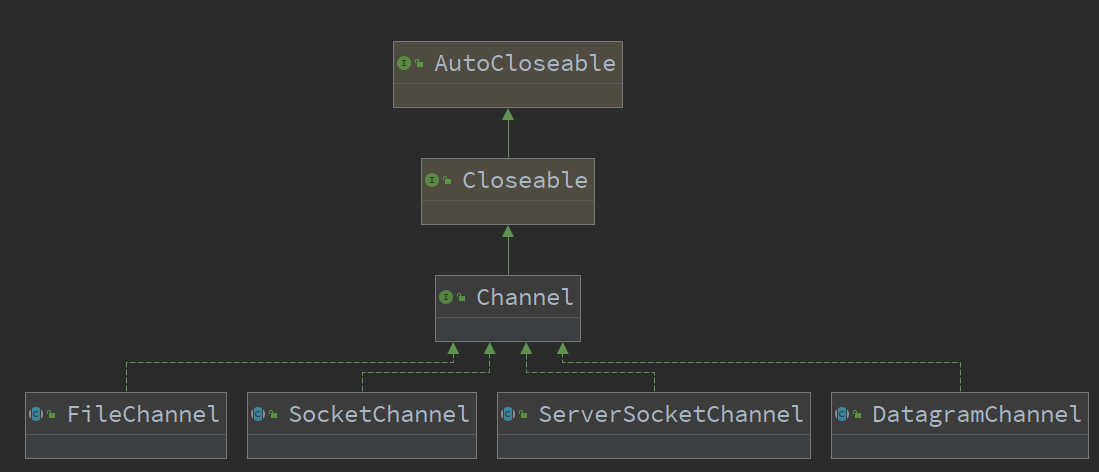 AutoCloseable
Closeable
Channel
FileChannel
SocketChannel
ServerSocketChannel
DatagramChannel